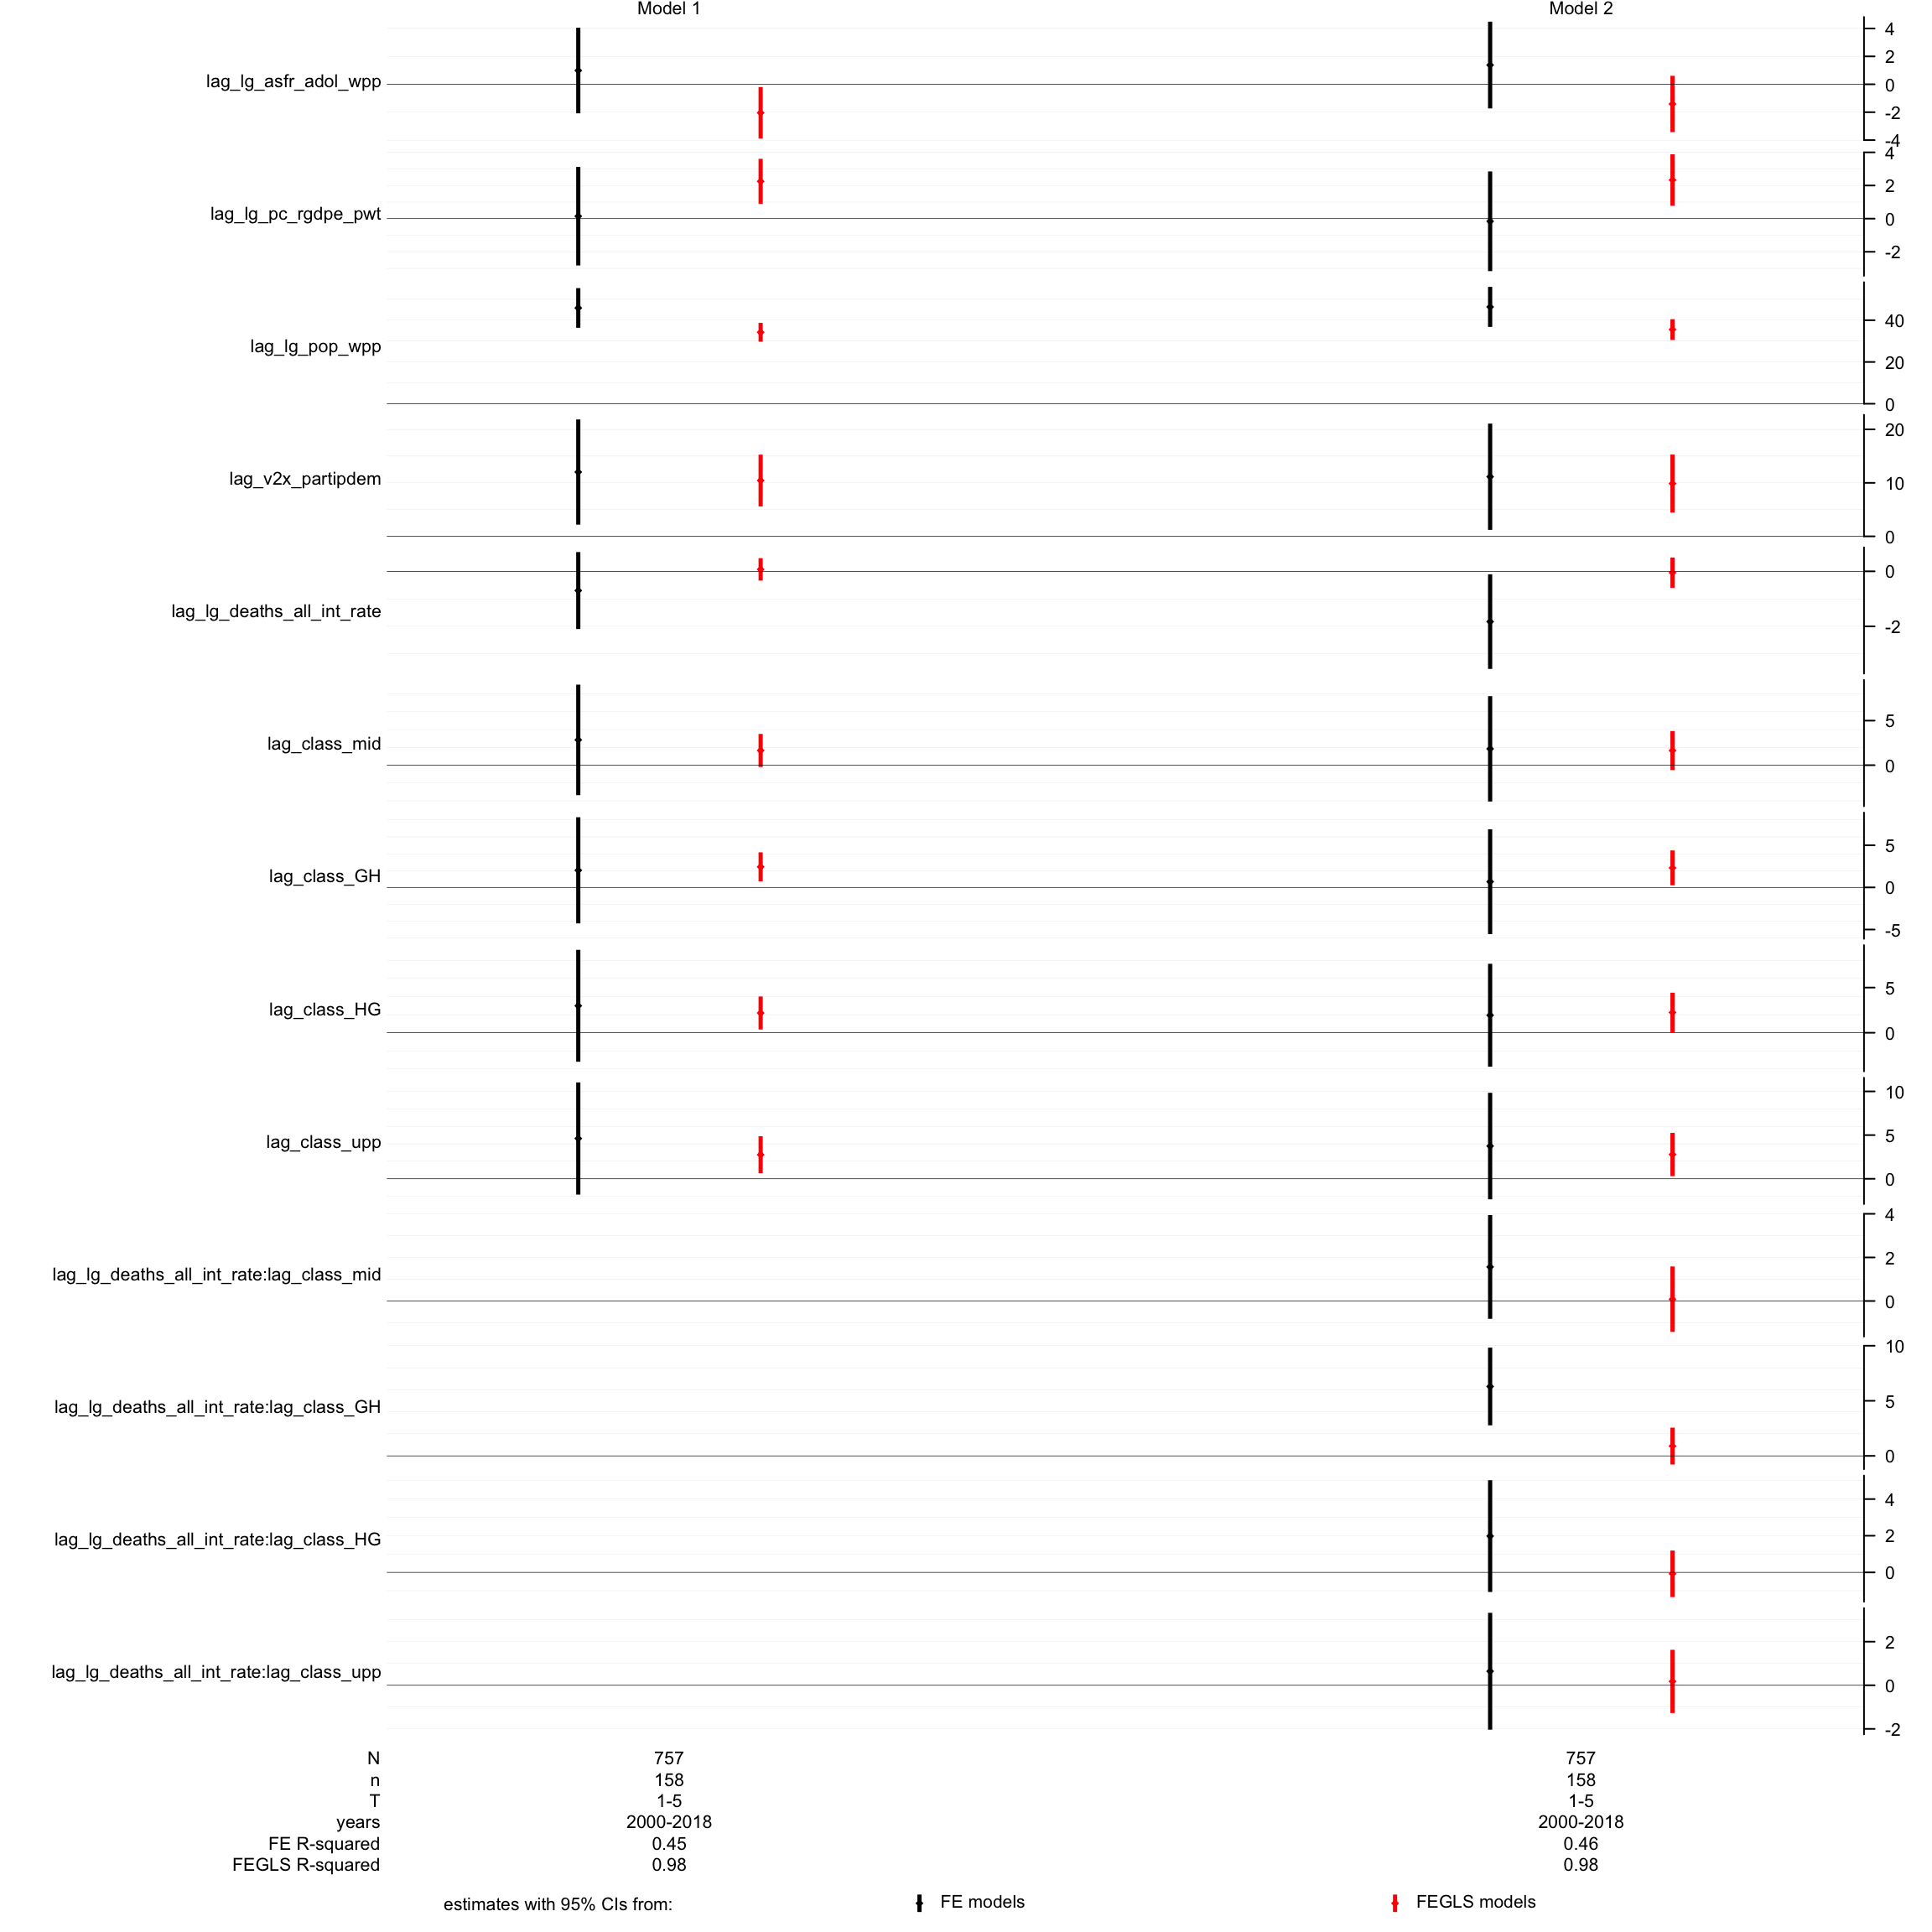 Model 1 Model 2
lag_lg_asfr_adol_wpp
4
2
0
-2
-4
lag_lg_pc_rgdpe_pwt
4
2
0
-2
lag_lg_pop_wpp
40
20
0
lag_v2x_partipdem
20
10
0
lag_lg_deaths_all_int_rate
0
-2
lag_class_mid
5
0
lag_class_GH
5
0
-5
lag_class_HG
5
0
lag_class_upp
10
5
0
lag_lg_deaths_all_int_rate:lag_class_mid
4
2
0
lag_lg_deaths_all_int_rate:lag_class_GH
10
5
0
lag_lg_deaths_all_int_rate:lag_class_HG
4
2
0
lag_lg_deaths_all_int_rate:lag_class_upp
2
0
-2
N 757 757
n 158 158
T 1-5 1-5
years 2000-2018 2000-2018
FE R-squared 0.45 0.46
FEGLS R-squared 0.98 0.98
estimates with 95% CIs from: FE models FEGLS models